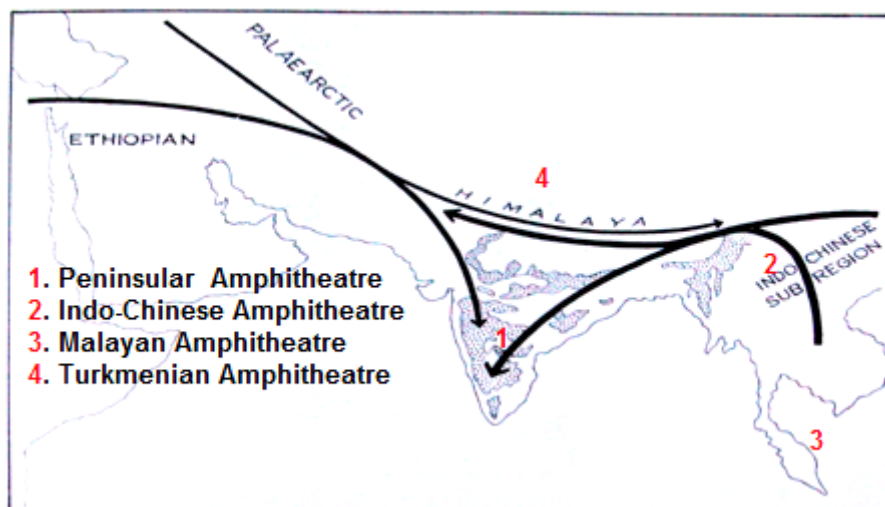 PALAEARCTIC
ETHIOPIAN
4
HIMALAYA
1. Peninsular Amphitheatre
2. Indo-Chinese Amphitheatre
3. Malayan Amphitheatre
4. Turkmenian Amphitheatre
2
INDO CHINESE
SUB REGION
1
3